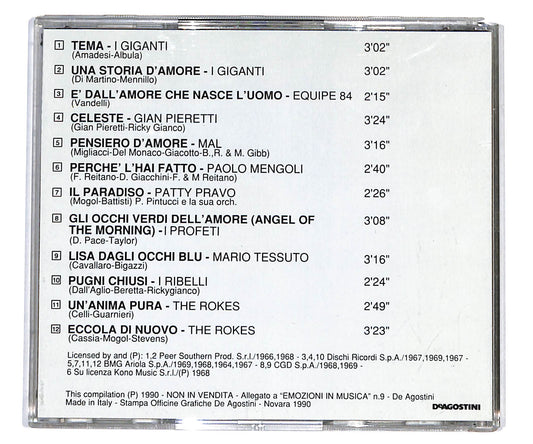 1 TEMA - I GIGANTI 3'02"
(Amadesi-Albula)
2 UNA STORIA D'AMORE - I GIGANTI 3'02"
(Di Martino-Mennillo)
3 E' DALL'AMORE CHE NASCE L'UOMO - EQUIPE 84 2'15"
(Vandelli)
4 CELESTE - GIAN PIERETTI 3'24"
(Gian Pieretti-Ricky Gianco)
5 PENSIERO D'AMORE - MAL 3'16"
(Migliacci-Del Monaco-Giacotto-B.,R. & M. Gibb)
6 PERCHE' L'HAI FATTO - PAOLO MENGOLI 2'40"
(F. Reitano-D. Giacchini-F. & M Reitano)
7 IL PARADISO - PATTY PRAVO 2'26"
(Mogol-Battisti) P. Pintucci e la sua orch.
8 GLI OCCHI VERDI DELL'AMORE (ANGEL OF 3'08"
THE MORNING) - I PROFETI
(D. Pace-Taylor)
9 LISA DAGLI OCCHI BLU - MARIO TESSUTO 3'16"
(Cavallaro-Bigazzi)
10 PUGNI CHIUSI - I RIBELLI 2'24"
(Dall'Aglio-Beretta-Rickygianco)
11 UN'ANIMA PURA - THE ROKES 2'49"
(Celli-Guarnieri)
12 ECCOLA DI NUOVO - THE ROKES 3'23"
(Cassia-Mogol-Stevens)
Licensed by and (P): 1,2 Peer Southern Prod. S.r.l./1966,1968 - 3,4,10 Dischi Ricordi S.p.A./1967,1969,1967 -
5,7,11,12 BMG Ariola S.p.A./1969,1969,1964,1967 - 8,9 CGD S.p.A./1968,1969 -
6 Su licenza Kono Music S.r.l./(P) 1968
This compilation (P) 1990 - NON IN VENDITA - Allegato a "EMOZIONI IN MUSICA" n.9 - De Agostini
Made in Italy - Stampa Officine Grafiche De Agostini - Novara 1990
DEAGOSTINI